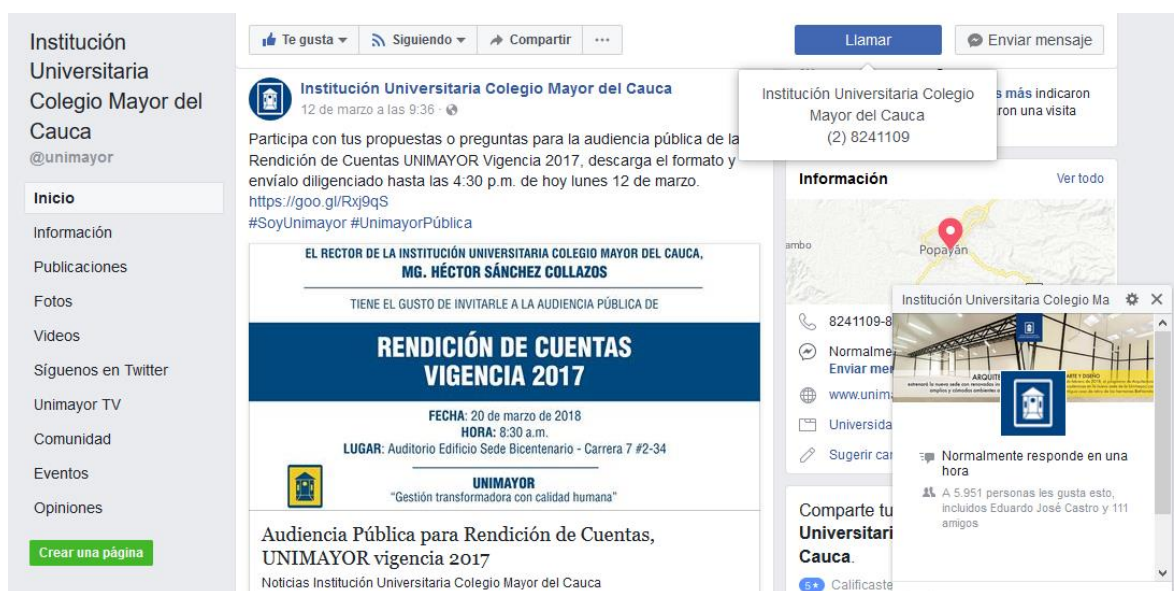 Institución
Universitaria
Colegio Mayor del
Cauca
@unimayor
Inicio
Información
Publicaciones
Fotos
Videos
Síguenos en Twitter
Unimayor TV
Comunidad
Eventos
Opiniones
Crear una página
Te gusta
Siguiendo
Compartir
Institución Universitaria Colegio Mayor del Cauca
12 de marzo a las 9:36 ·
Participa con tus propuestas o preguntas para la audiencia pública de la
Rendición de Cuentas UNIMAYOR Vigencia 2017, descarga el formato y
envíalo diligenciado hasta las 4:30 p.m. de hoy lunes 12 de marzo.
https://goo.gl/Rxj9qS
#SoyUnimayor #UnimayorPública
EL RECTOR DE LA INSTITUCIÓN UNIVERSITARIA COLEGIO MAYOR DEL CAUCA,
MG. HÉCTOR SÁNCHEZ COLLAZOS
TIENE EL GUSTO DE INVITARLE A LA AUDIENCIA PÚBLICA DE
RENDICIÓN DE CUENTAS
VIGENCIA 2017
FECHA: 20 de marzo de 2018
HORA: 8:30 a.m.
LUGAR: Auditorio Edificio Sede Bicentenario - Carrera 7 #2-34
UNIMAYOR
"Gestión transformadora con calidad humana"
Audiencia Pública para Rendición de Cuentas,
UNIMAYOR vigencia 2017
Noticias Institución Universitaria Colegio Mayor del Cauca
Llamar
Enviar mensaje
Institución Universitaria Colegio
Mayor del Cauca
(2) 8241109
s más indicaron
ron una visita
Información
Ver todo
Popayán
8241109-8
Normalme
Enviar mer
www.unim
Universida
Sugerir car
Comparte tu
Universitari
Cauca.
5★ Calificaste
Institución Universitaria Colegio Ma
Normalmente responde en una
hora
A 5.951 personas les gusta esto,
incluidos Eduardo José Castro y 111
amigos